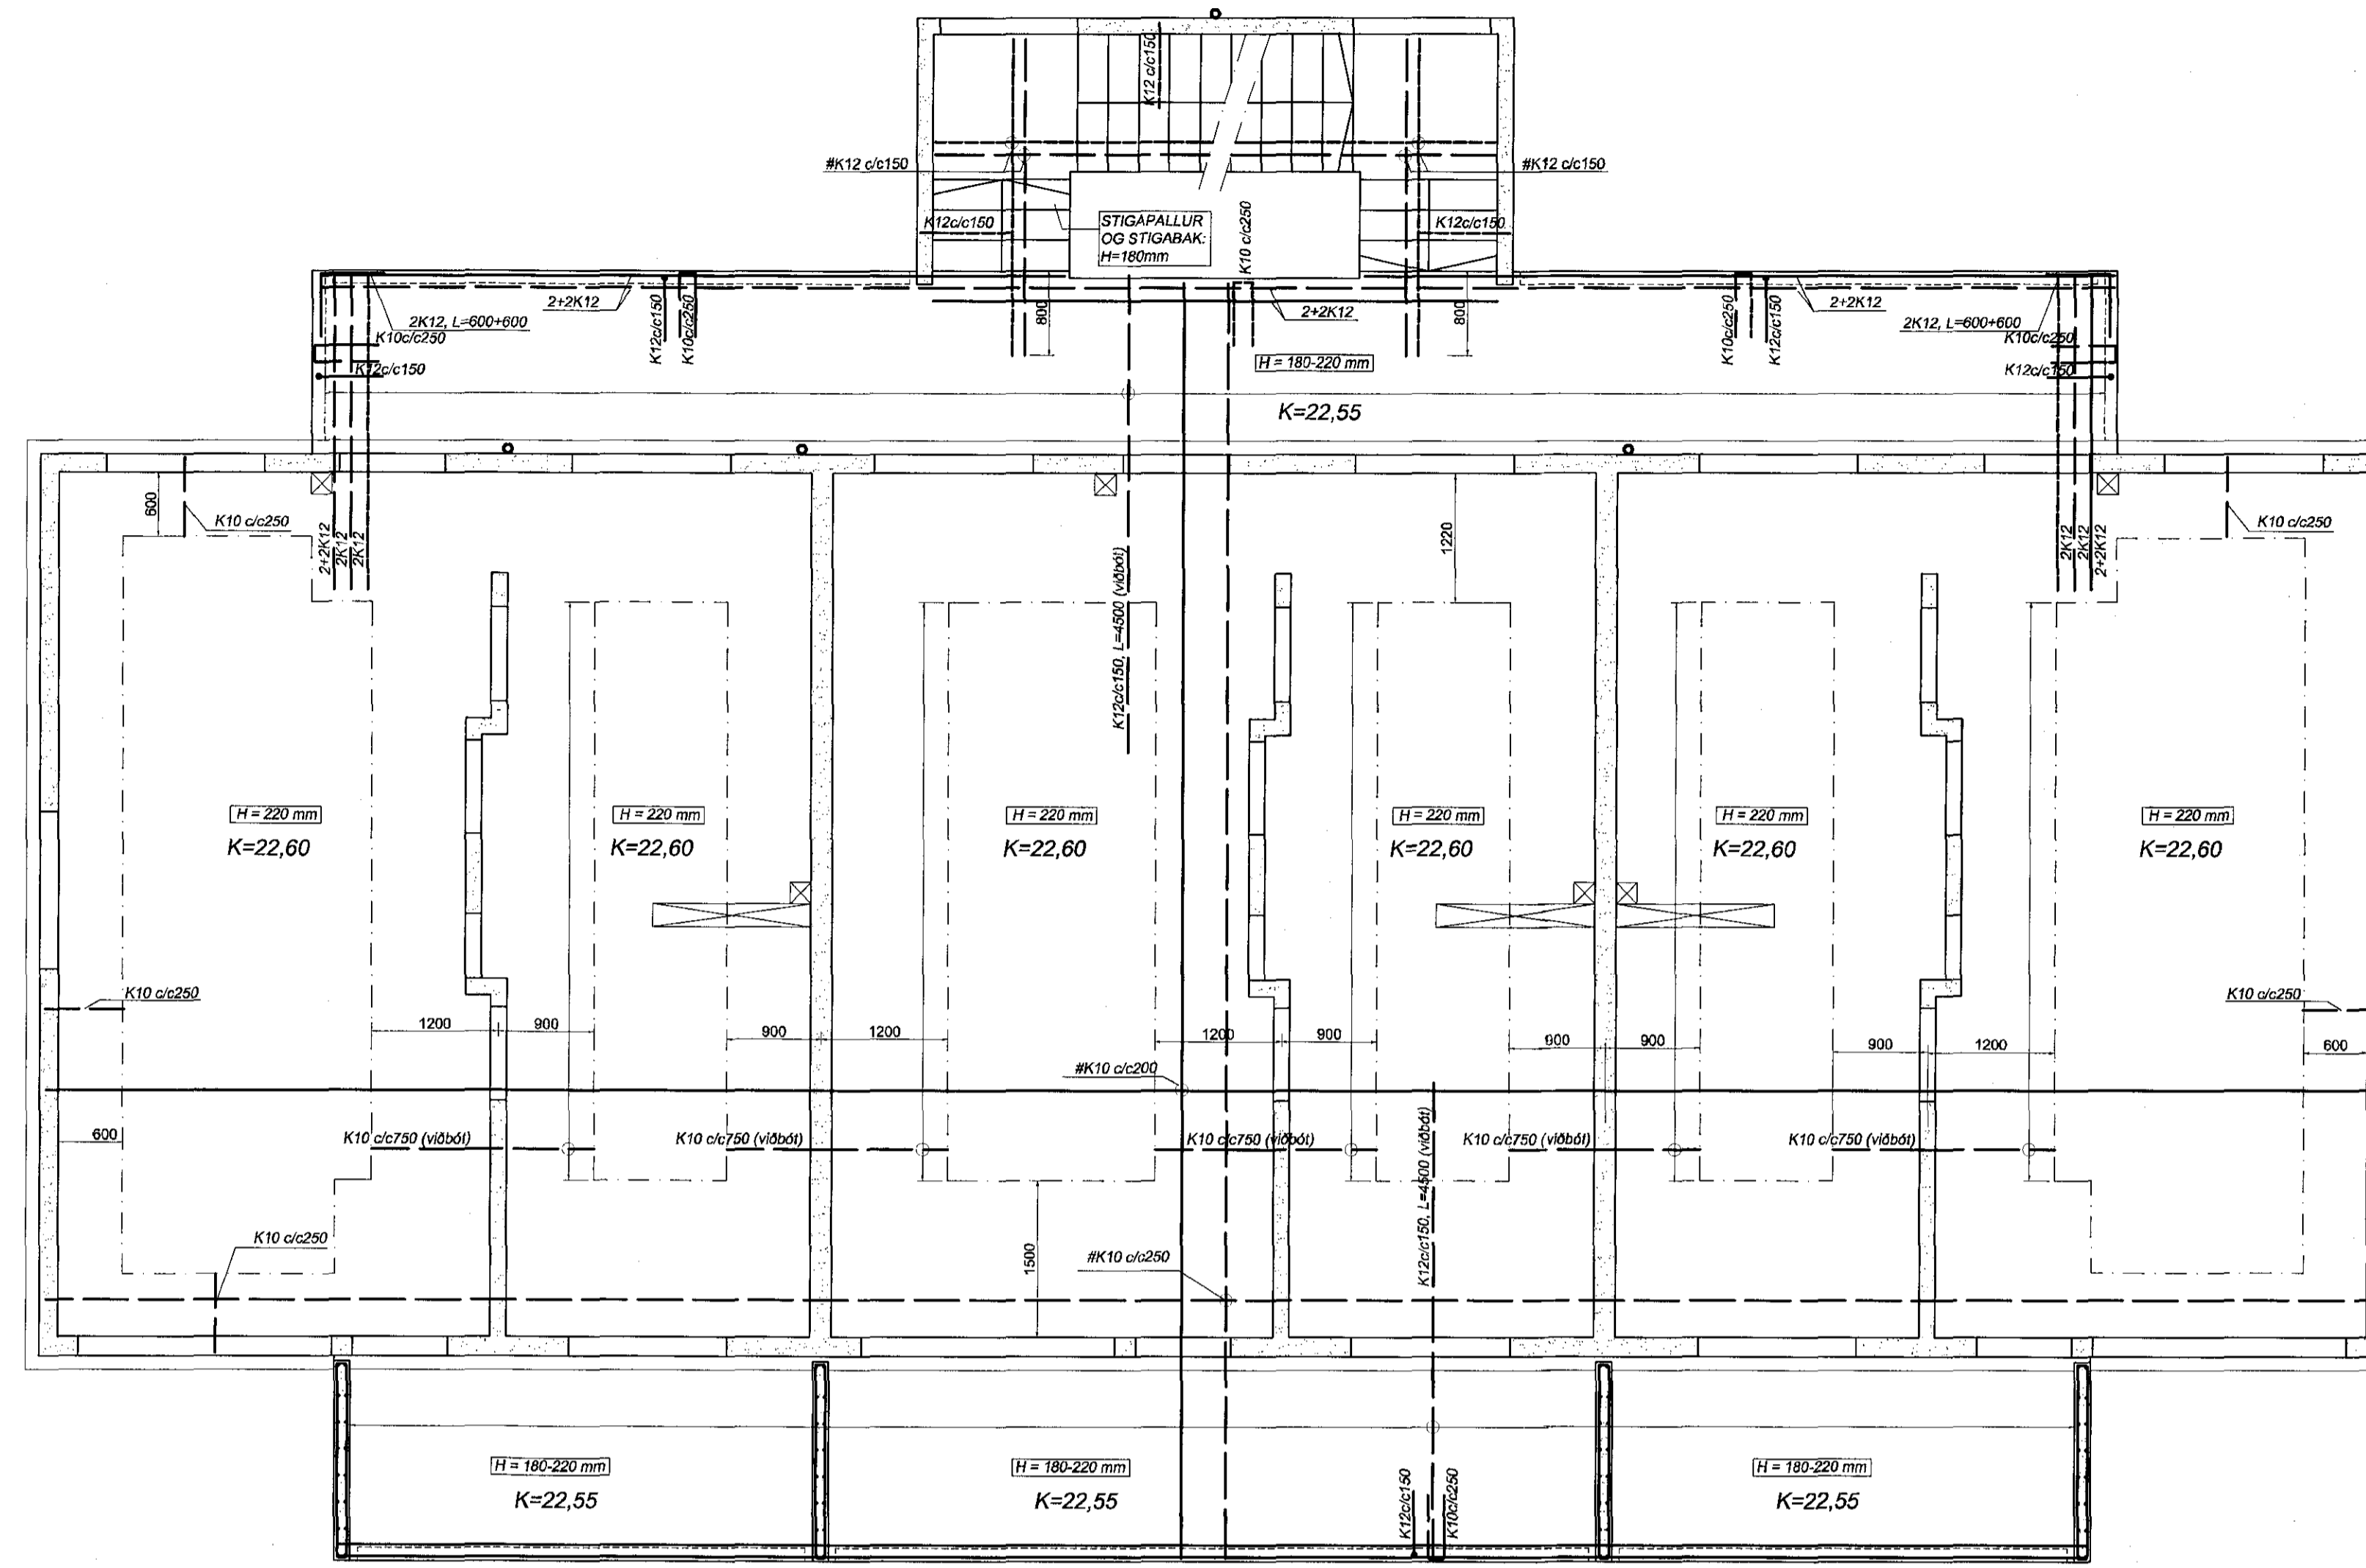 K12 c/c150
#K12 c/c150
#K12 c/c150
K12c/c150
STIGAPALLUR
OG STIGABAK:
H=180mm
K10 c/c250
K12c/c150
2+2K12
2K12, L=600+600
K10c/c250
K12c/c150
K12c/c150
K10c/c250
800
2+2K12
800
H = 180-220 mm
K=22,55
K10c/c250
K12c/c150
2+2K12
2K12, L=600+600
K10c/c250
K12c/c150
600
K10 c/c250
2+2K12
2K12
2K12
K12c/c150, L=4500 (viðbót)
1220
2K12
2K12
2+2K12
K10 c/c250
H = 220 mm
K=22,60
H = 220 mm
K=22,60
H = 220 mm
K=22,60
H = 220 mm
K=22,60
H = 220 mm
K=22,60
H = 220 mm
K=22,60
K10 c/c250
K10 c/c250
1200
900
900
1200
1200
900
900
900
900
1200
600
#K10 c/c200
600
K10 c/c750 (viðbót)
K10 c/c750 (viðbót)
K10 c/c750 (viðbót)
K12c/c150, L=4500 (viðbót)
K10 c/c750 (viðbót)
K10 c/c750 (viðbót)
K10 c/c250
1500
#K10 c/c250
H = 180-220 mm
K=22,55
H = 180-220 mm
K=22,55
K12c/c150
K10c/c250
H = 180-220 mm
K=22,55